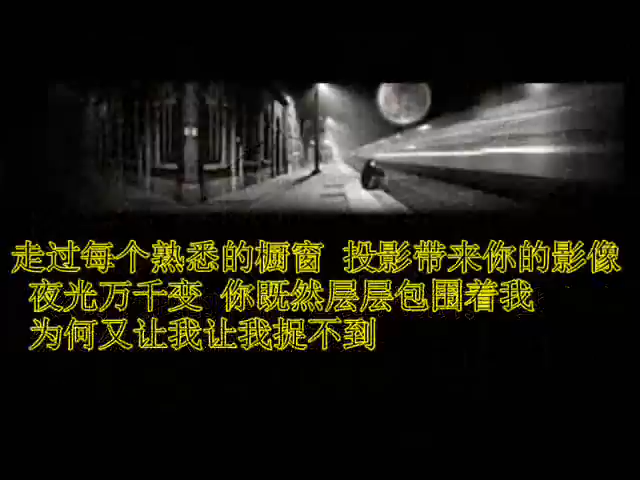 走过每个熟悉的橱窗 投影带来你的影像
夜光万千变 你既然层层包围着我
为何又让我让我捉不到